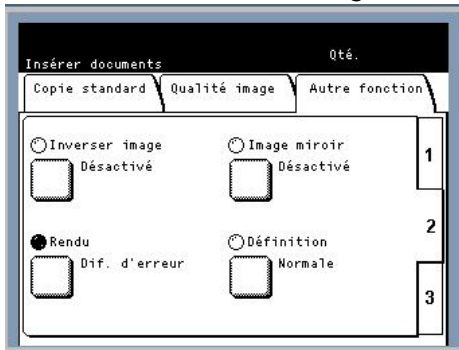 Qté.
Insérer documents
Copie standard Qualité image Autre fonction
Inverser image Image miroir
Désactivé Désactivé
1
2
Rendu Définition
Dif. d'erreur Normale
3